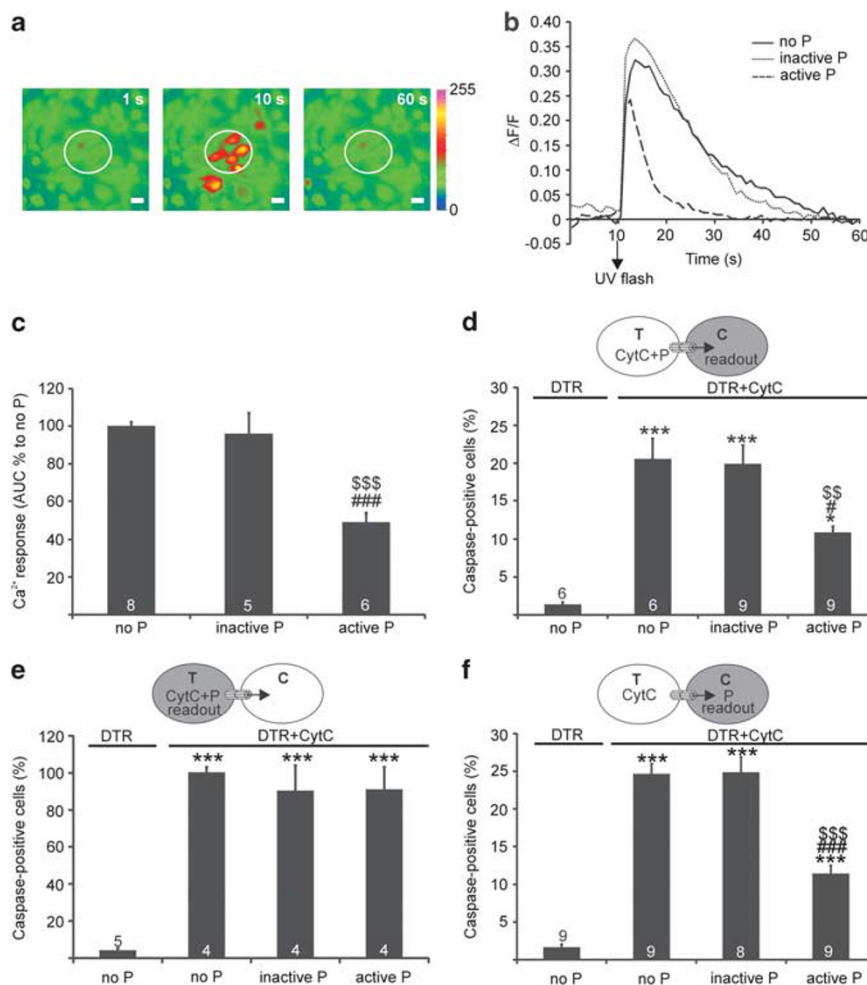 a
1 s
10 s
60 s
255
0
b
ΔF/F
0.40
0.35
0.30
0.25
0.20
0.15
0.10
0.05
0
-0.05
no P
inactive P
active P
0 10 20 30 40 50 60
Time (s)
UV flash
c
Ca²⁺ response (AUC % to no P)
120
100
80
60
40
20
$$$
###
8 5 6
no P inactive P active P
d
T
CytC+P
C
readout
DTR DTR+CytC
Caspase-positive cells (%)
30
25
20
15
10
5
*** ***
$$
#
*
6 6 9 9
no P no P inactive P active P
e
T
CytC+P
readout
C
DTR DTR+CytC
Caspase-positive cells (%)
120
100
80
60
40
20
*** *** ***
5 4 4 4
no P no P inactive P active P
f
T
CytC
C
P
readout
DTR DTR+CytC
Caspase-positive cells (%)
30
25
20
15
10
5
*** ***
$$$
###
***
9 9 8 9
no P no P inactive P active P